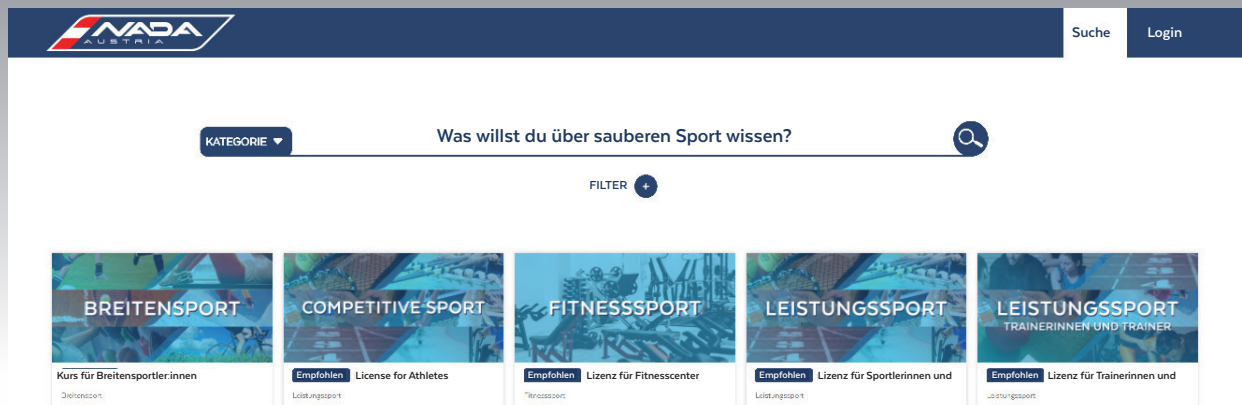 NADA
AUSTRIA
Suche
Login
KATEGORIE
Was willst du über sauberen Sport wissen?
FILTER +
BREITENSPORT
COMPETITIVE SPORT
FITNESSSPORT
LEISTUNGSSPORT
LEISTUNGSSPORT
TRAINERINNEN UND TRAINER
Kurs für Breitensportler:innen
Empfohlen License for Athletes
Empfohlen Lizenz für Fitnesscenter
Empfohlen Lizenz für Sportlerinnen und
Empfohlen Lizenz für Trainerinnen und
Breitensport
Leistungssport
Fitnesssport
Leistungssport
Leistungssport